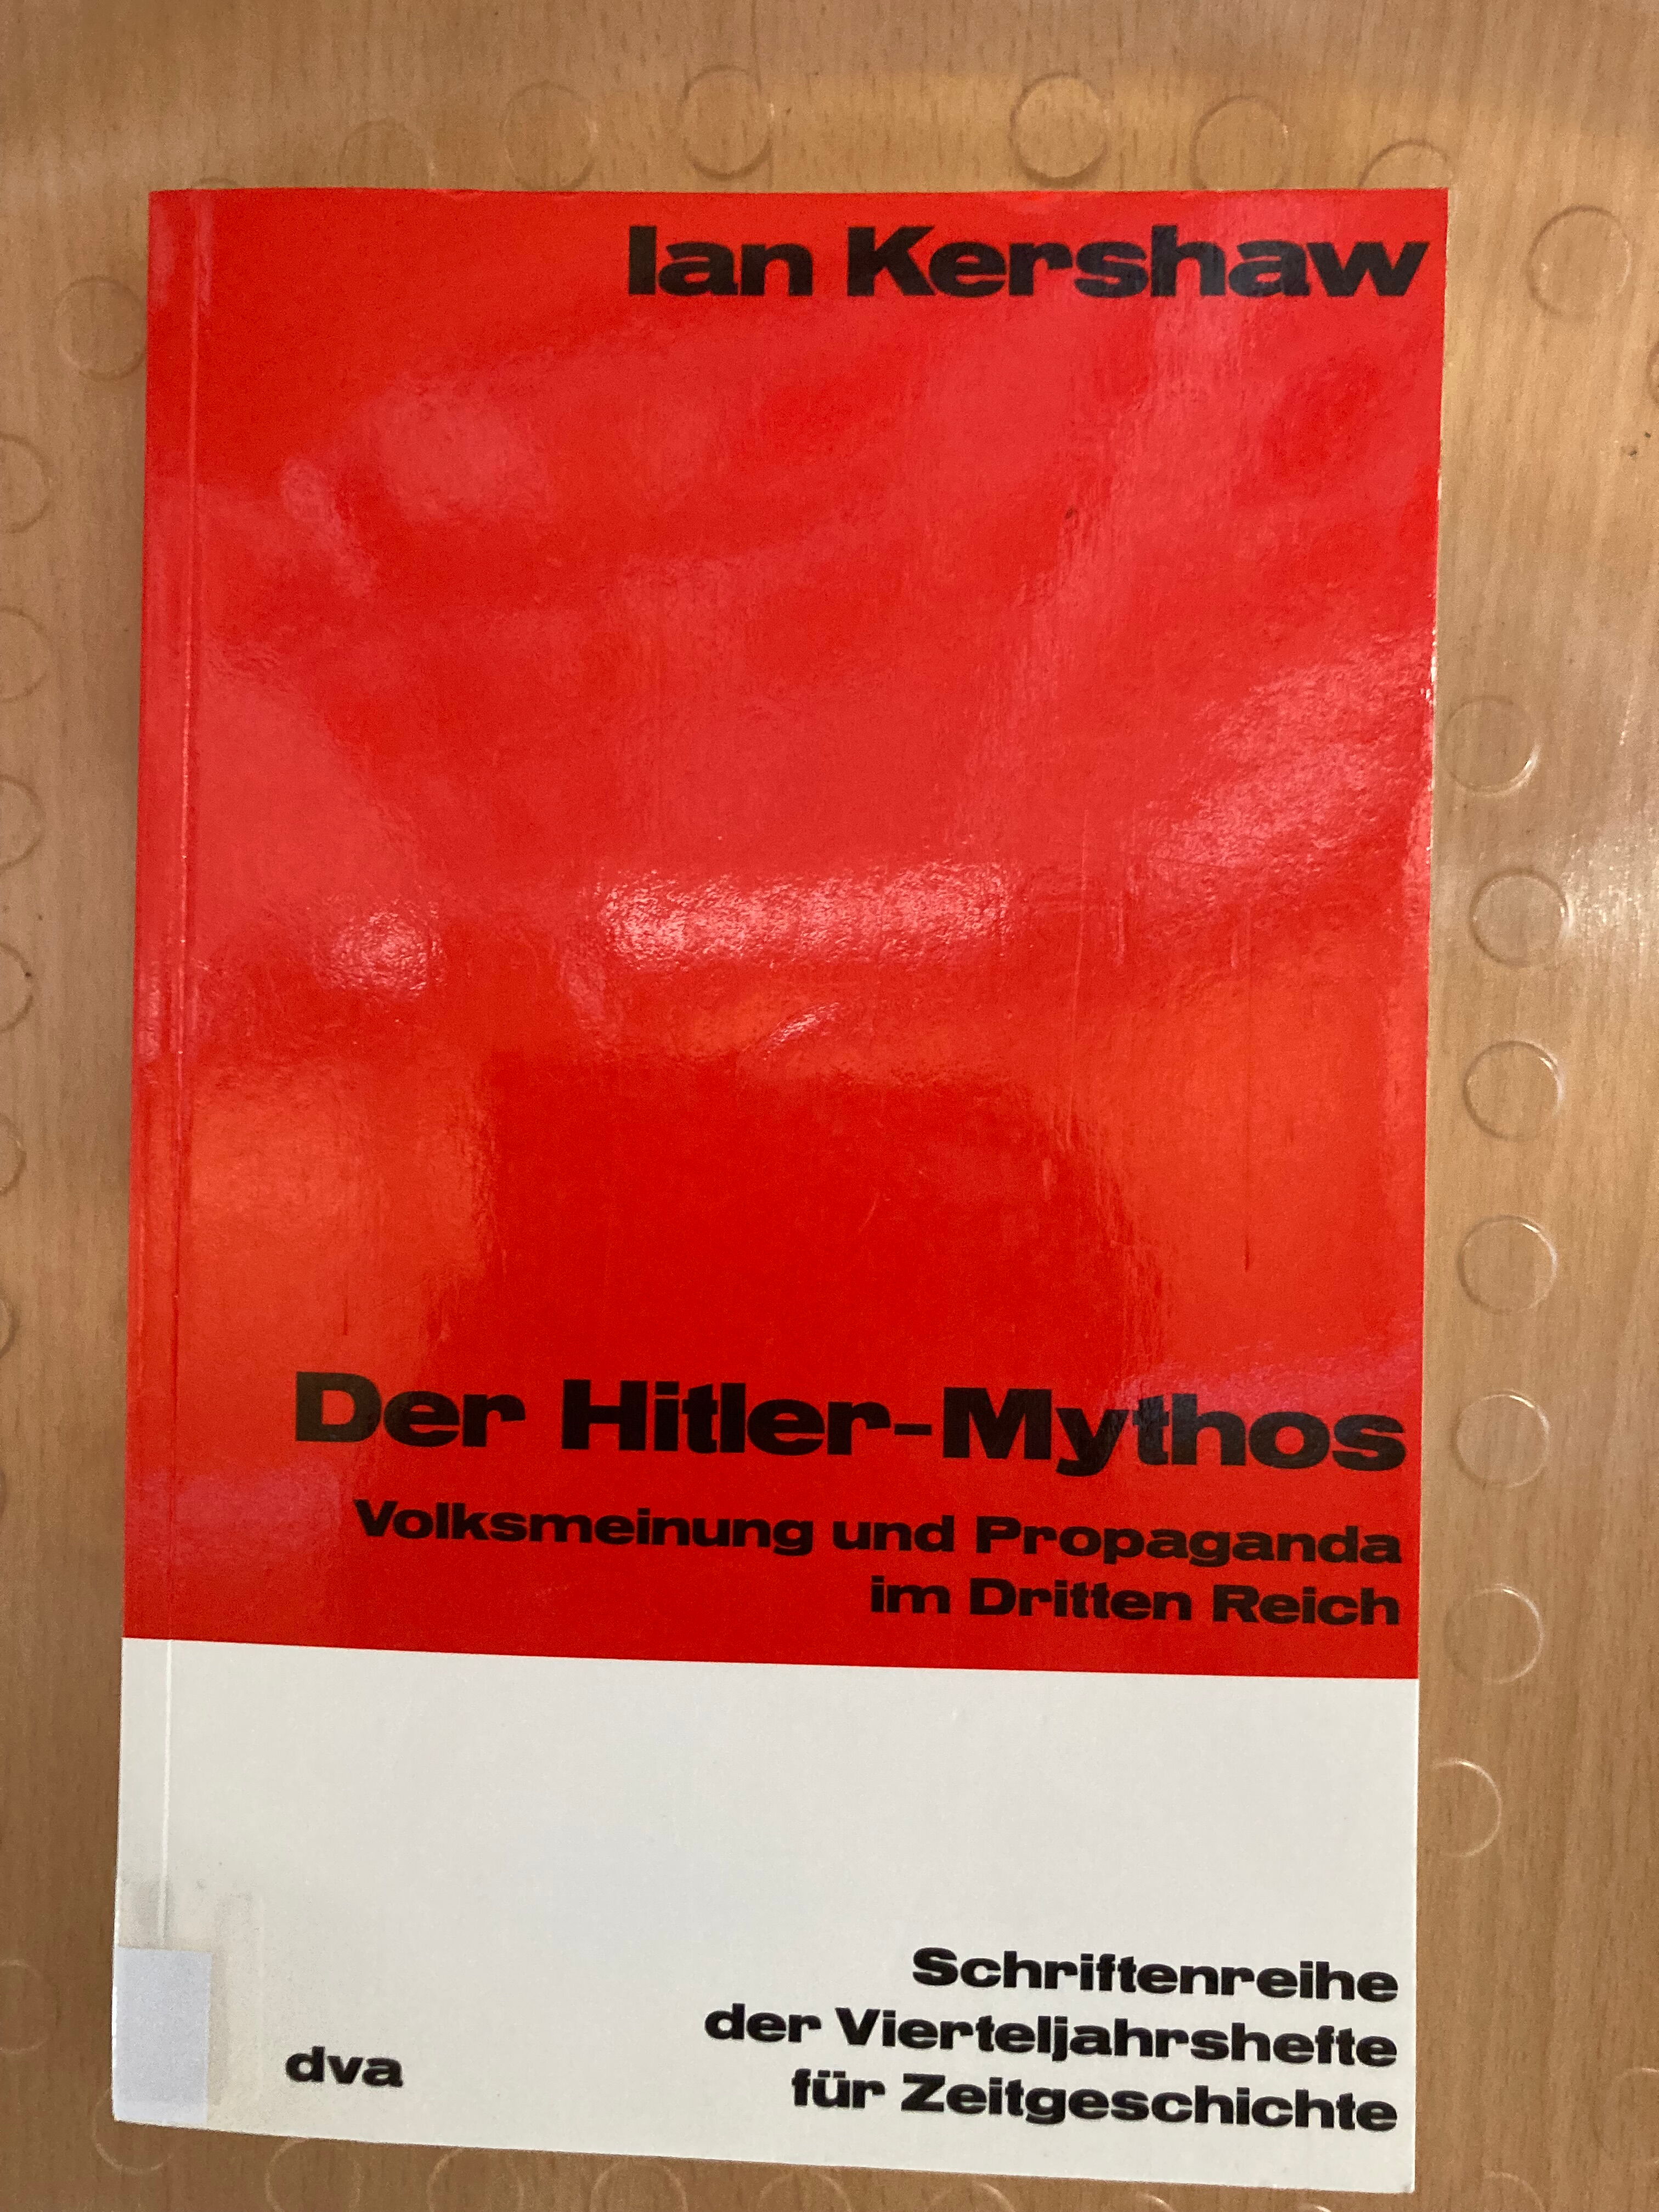 Ian Kershaw
Der Hitler-Mythos
Volksmeinung und Propaganda
im Dritten Reich
Schriftenreihe
der Vierteljahrshefte
für Zeitgeschichte
dva